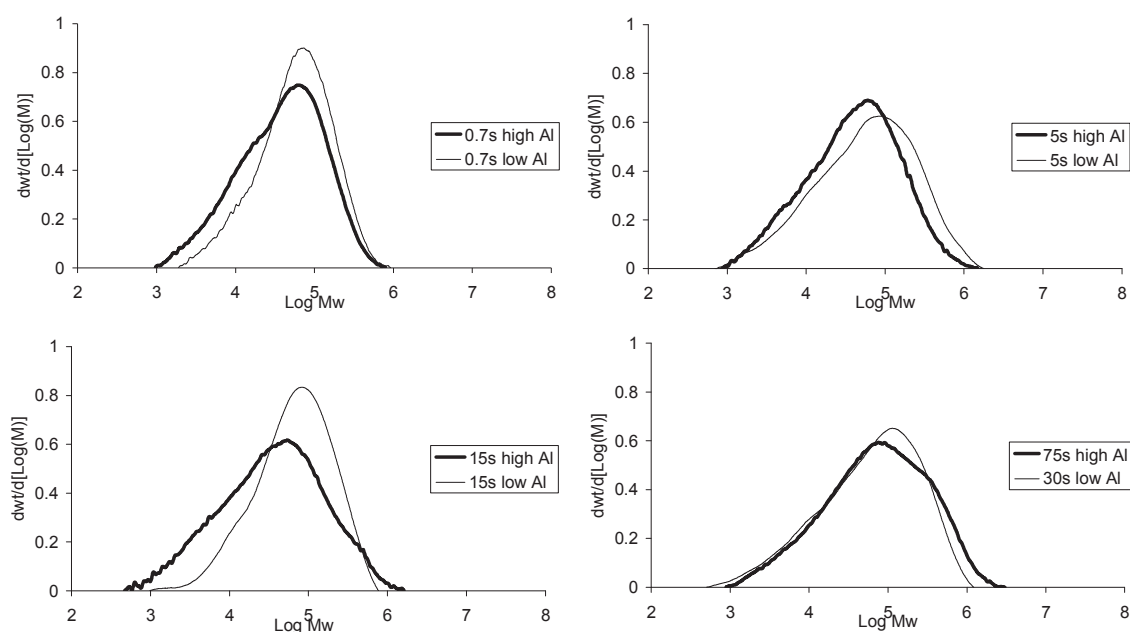 1
0.8
0.6
0.4
0.2
0
dwt/d[Log(M)]
2 3 4 5 6 7 8
Log Mw
0.7s high Al
0.7s low Al
1
0.8
0.6
0.4
0.2
0
dwt/d[Log(M)]
2 3 4 5 6 7 8
Log Mw
5s high Al
5s low Al
1
0.8
0.6
0.4
0.2
0
dwt/d[Log(M)]
2 3 4 5 6 7 8
Log Mw
15s high Al
15s low Al
1
0.8
0.6
0.4
0.2
0
dwt/d[Log(M)]
2 3 4 5 6 7 8
Log Mw
75s high Al
30s low Al